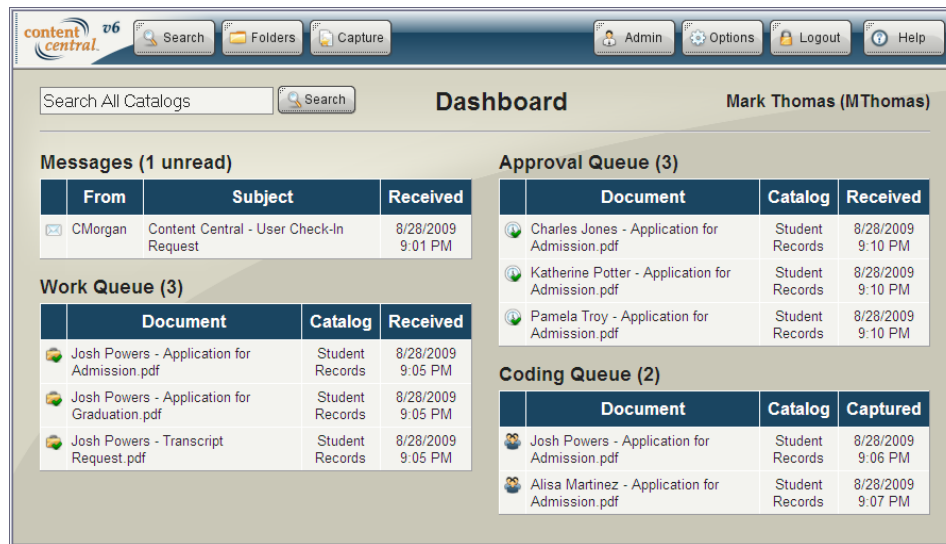 content central. v6
Search
Folders
Capture
Admin
Options
Logout
Help
Search All Catalogs
Search
Dashboard
Mark Thomas (MThomas)
Messages (1 unread)
From Subject Received
CMorgan Content Central - User Check-In 8/28/2009
Request 9:01 PM
Work Queue (3)
Document Catalog Received
Josh Powers - Application for Student 8/28/2009
Admission.pdf Records 9:05 PM
Josh Powers - Application for Student 8/28/2009
Graduation.pdf Records 9:05 PM
Josh Powers - Transcript Student 8/28/2009
Request.pdf Records 9:05 PM
Approval Queue (3)
Document Catalog Received
Charles Jones - Application for Student 8/28/2009
Admission.pdf Records 9:10 PM
Katherine Potter - Application for Student 8/28/2009
Admission.pdf Records 9:10 PM
Pamela Troy - Application for Student 8/28/2009
Admission.pdf Records 9:10 PM
Coding Queue (2)
Document Catalog Captured
Josh Powers - Application for Student 8/28/2009
Admission.pdf Records 9:06 PM
Alisa Martinez - Application for Student 8/28/2009
Admission.pdf Records 9:07 PM